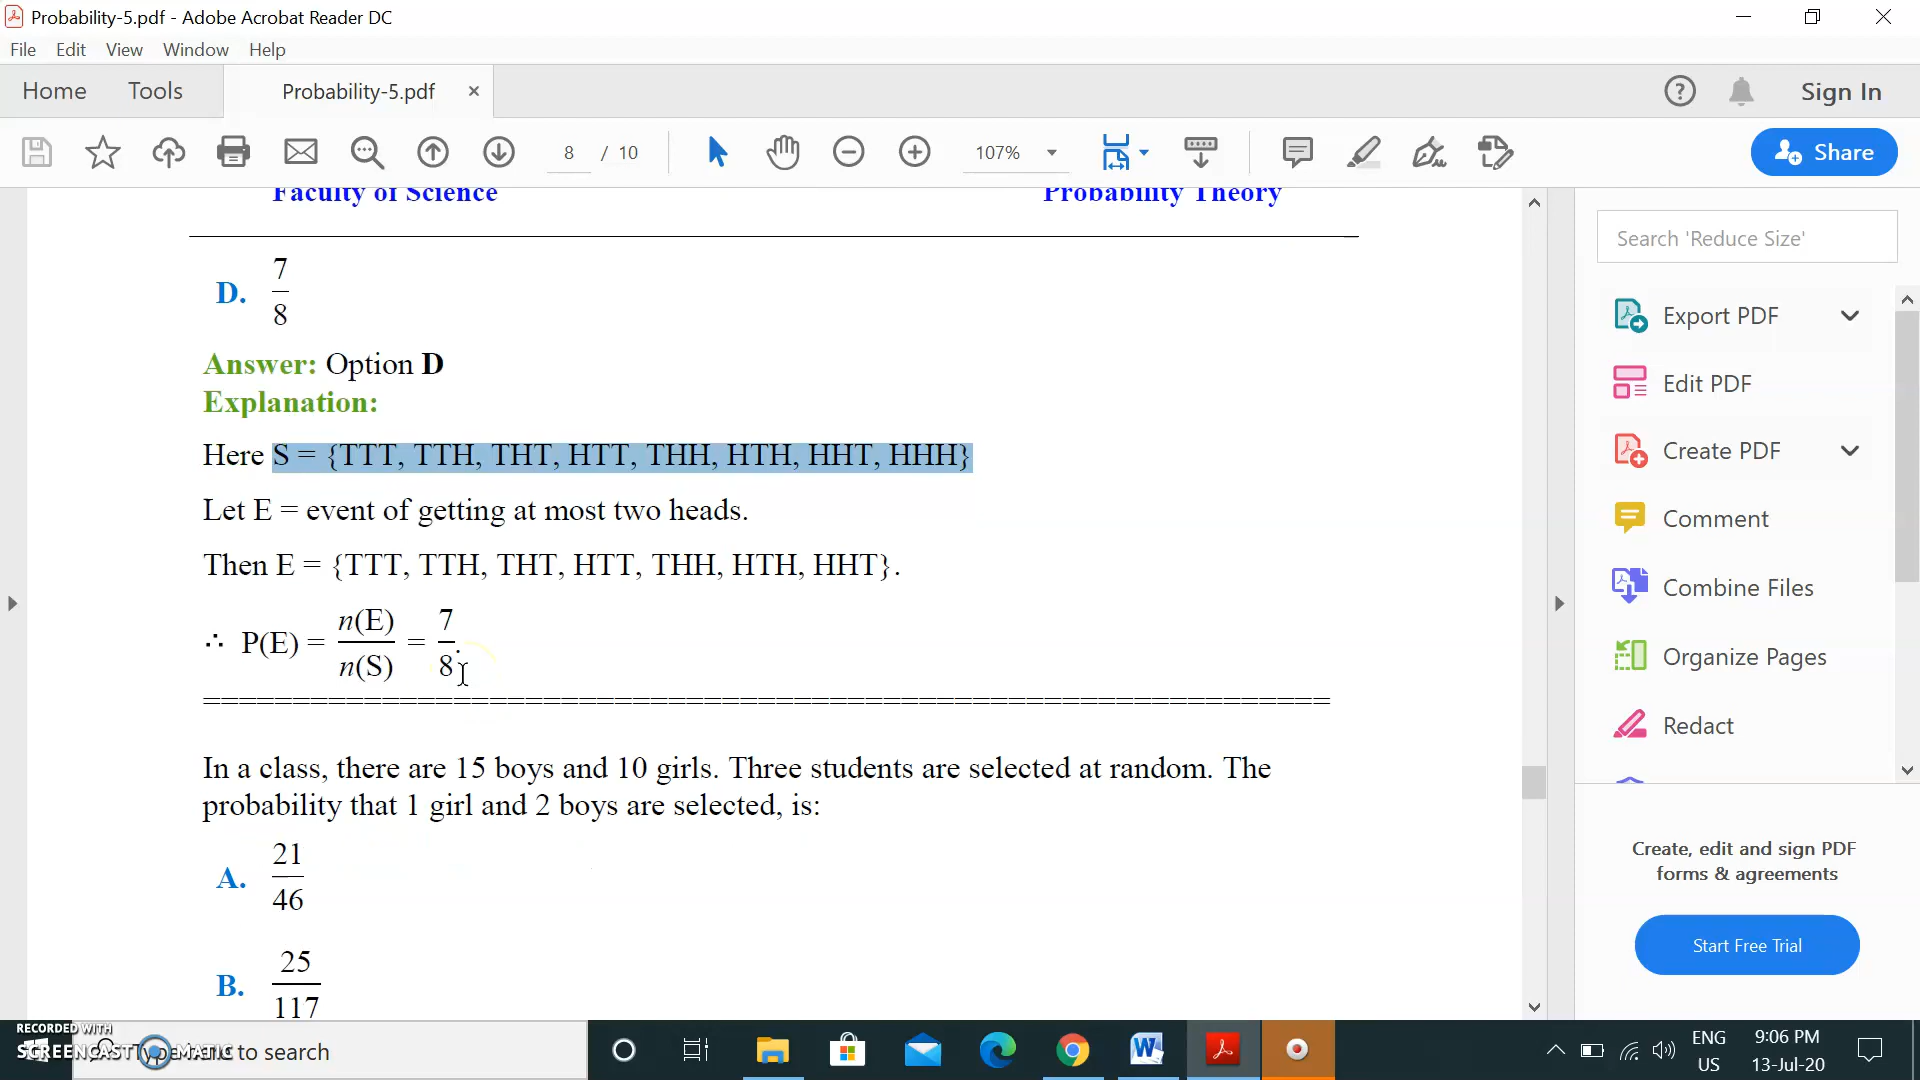 Probability-5.pdf - Adobe Acrobat Reader DC
File Edit View Window Help
Home Tools Probability-5.pdf × Sign In
8 / 10 107% Share
Faculty of Science Probability Theory
D. 7/8
Answer: Option D
Explanation:
Here S = {TTT, TTH, THT, HTT, THH, HTH, HHT, HHH}
Let E = event of getting at most two heads.
Then E = {TTT, TTH, THT, HTT, THH, HTH, HHT}.
∴ P(E) = n(E)/n(S) = 7/8.
==============================================================
In a class, there are 15 boys and 10 girls. Three students are selected at random. The
probability that 1 girl and 2 boys are selected, is:
A. 21/46
B. 25/117
Search 'Reduce Size'
Export PDF
Edit PDF
Create PDF
Comment
Combine Files
Organize Pages
Redact
Create, edit and sign PDF
forms & agreements
Start Free Trial
RECORDED WITH
SCREENCAST MATIC
to search
ENG
US
9:06 PM
13-Jul-20